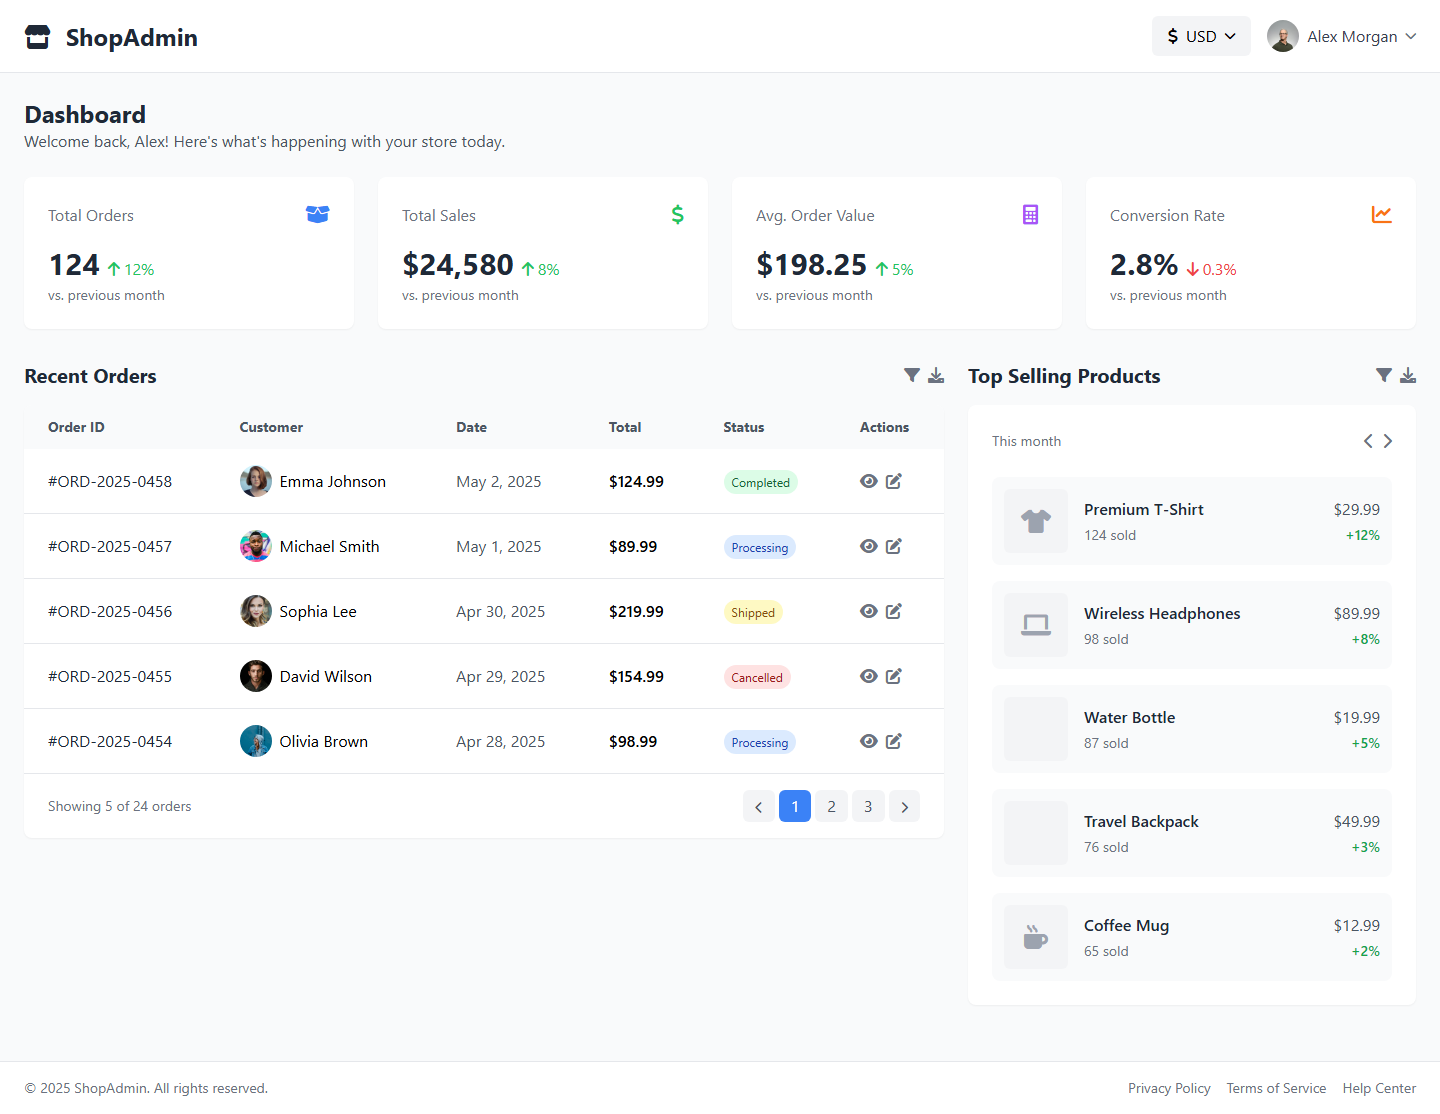 ShopAdmin
USD
Alex Morgan
Dashboard
Welcome back, Alex! Here's what's happening with your store today.
Total Orders
124 12%
vs. previous month
Total Sales
$24,580 8%
vs. previous month
Avg. Order Value
$198.25 5%
vs. previous month
Conversion Rate
2.8% 0.3%
vs. previous month
Recent Orders
Order ID Customer Date Total Status Actions
#ORD-2025-0458 Emma Johnson May 2, 2025 $124.99 Completed
#ORD-2025-0457 Michael Smith May 1, 2025 $89.99 Processing
#ORD-2025-0456 Sophia Lee Apr 30, 2025 $219.99 Shipped
#ORD-2025-0455 David Wilson Apr 29, 2025 $154.99 Cancelled
#ORD-2025-0454 Olivia Brown Apr 28, 2025 $98.99 Processing
Showing 5 of 24 orders 1 2 3
Top Selling Products
This month
Premium T-Shirt $29.99
124 sold +12%
Wireless Headphones $89.99
98 sold +8%
Water Bottle $19.99
87 sold +5%
Travel Backpack $49.99
76 sold +3%
Coffee Mug $12.99
65 sold +2%
© 2025 ShopAdmin. All rights reserved.
Privacy Policy Terms of Service Help Center